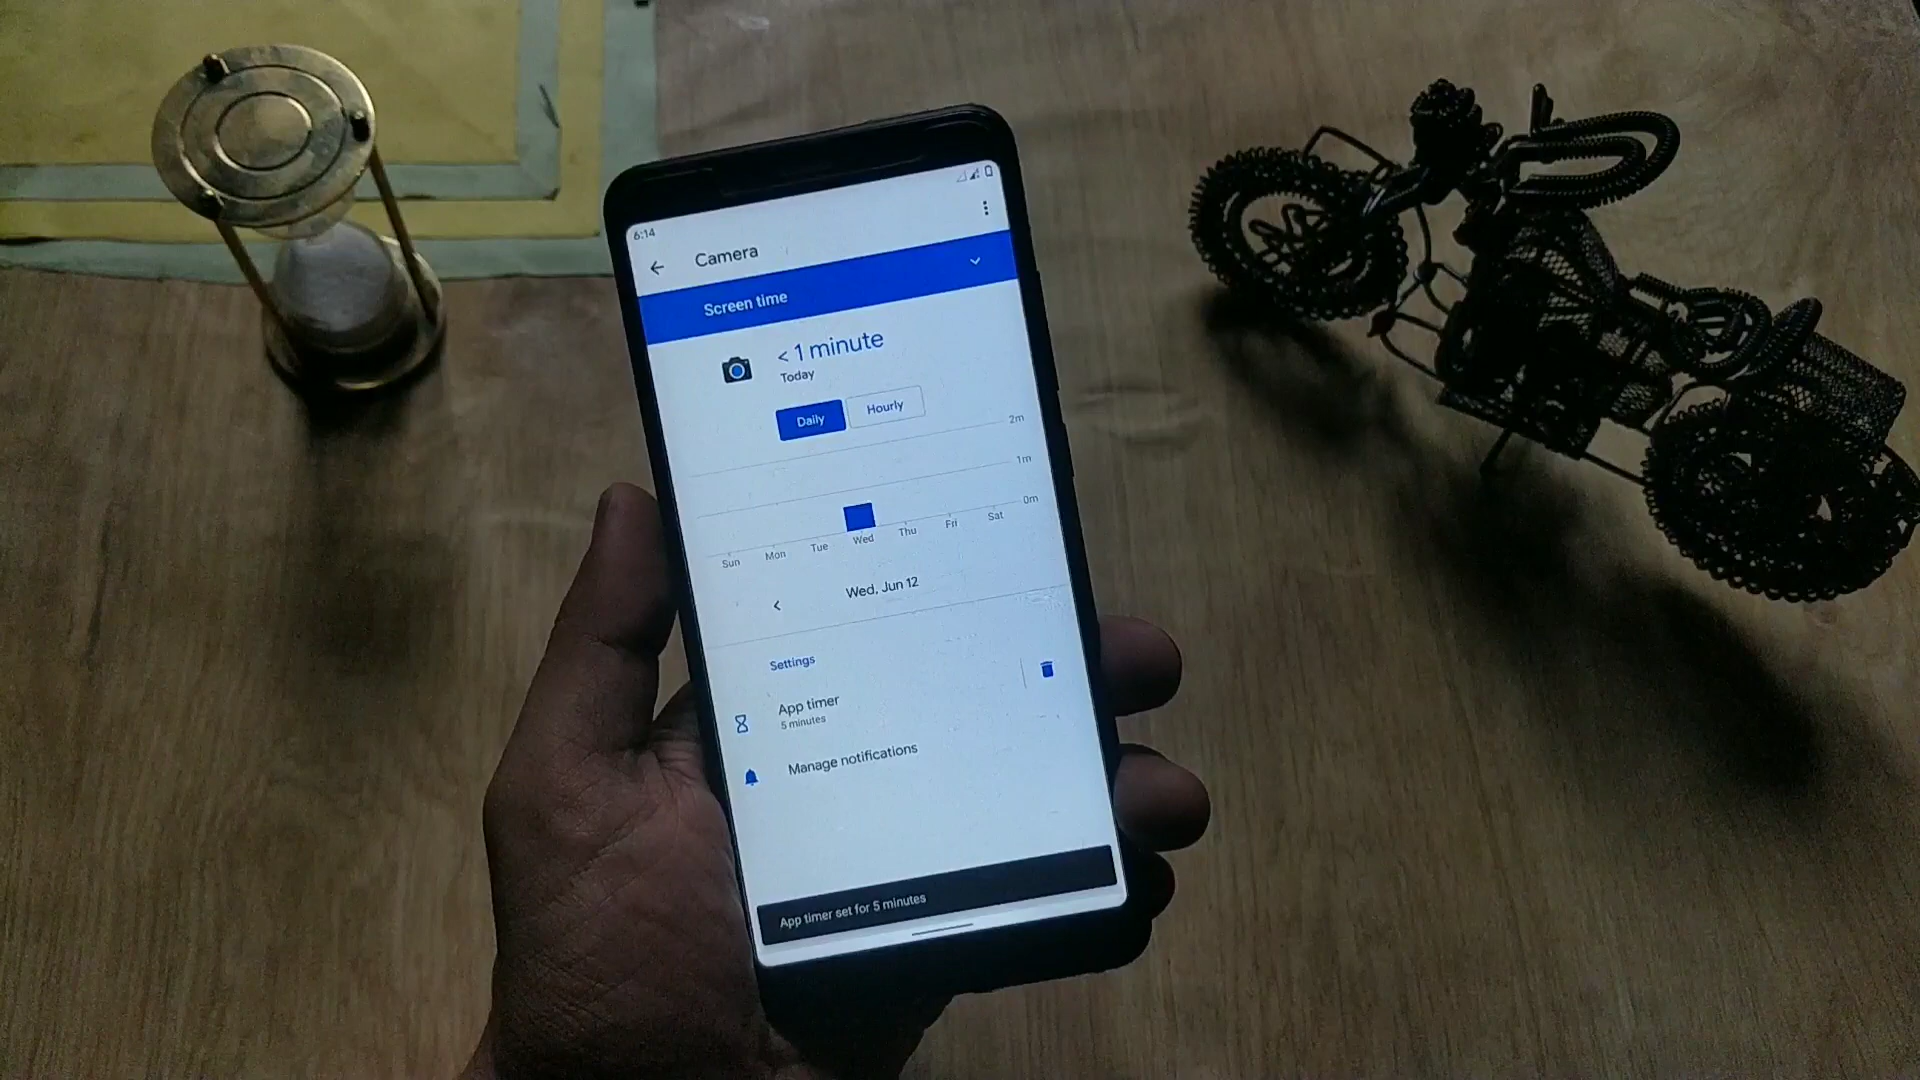 6:14
Camera
Screen time
< 1 minute
Today
Daily
Hourly
2m
1m
0m
Sun Mon Tue Wed Thu Fri Sat
Wed, Jun 12
Settings
App timer
5 minutes
Manage notifications
App timer set for 5 minutes